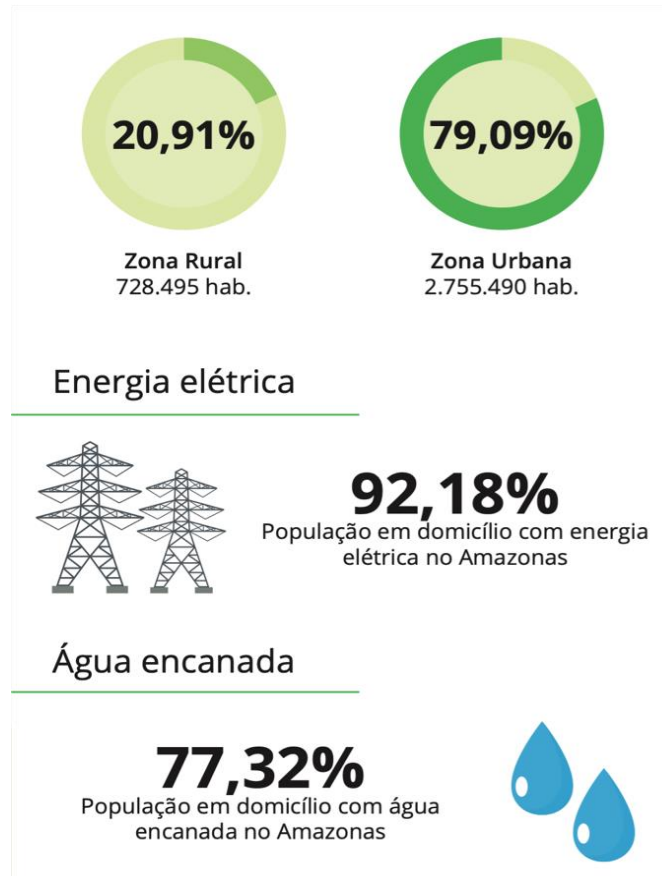 20,91%
79,09%
Zona Rural
728.495 hab.
Zona Urbana
2.755.490 hab.
Energia elétrica
92,18%
População em domicílio com energia
elétrica no Amazonas
Água encanada
77,32%
População em domicílio com água
encanada no Amazonas